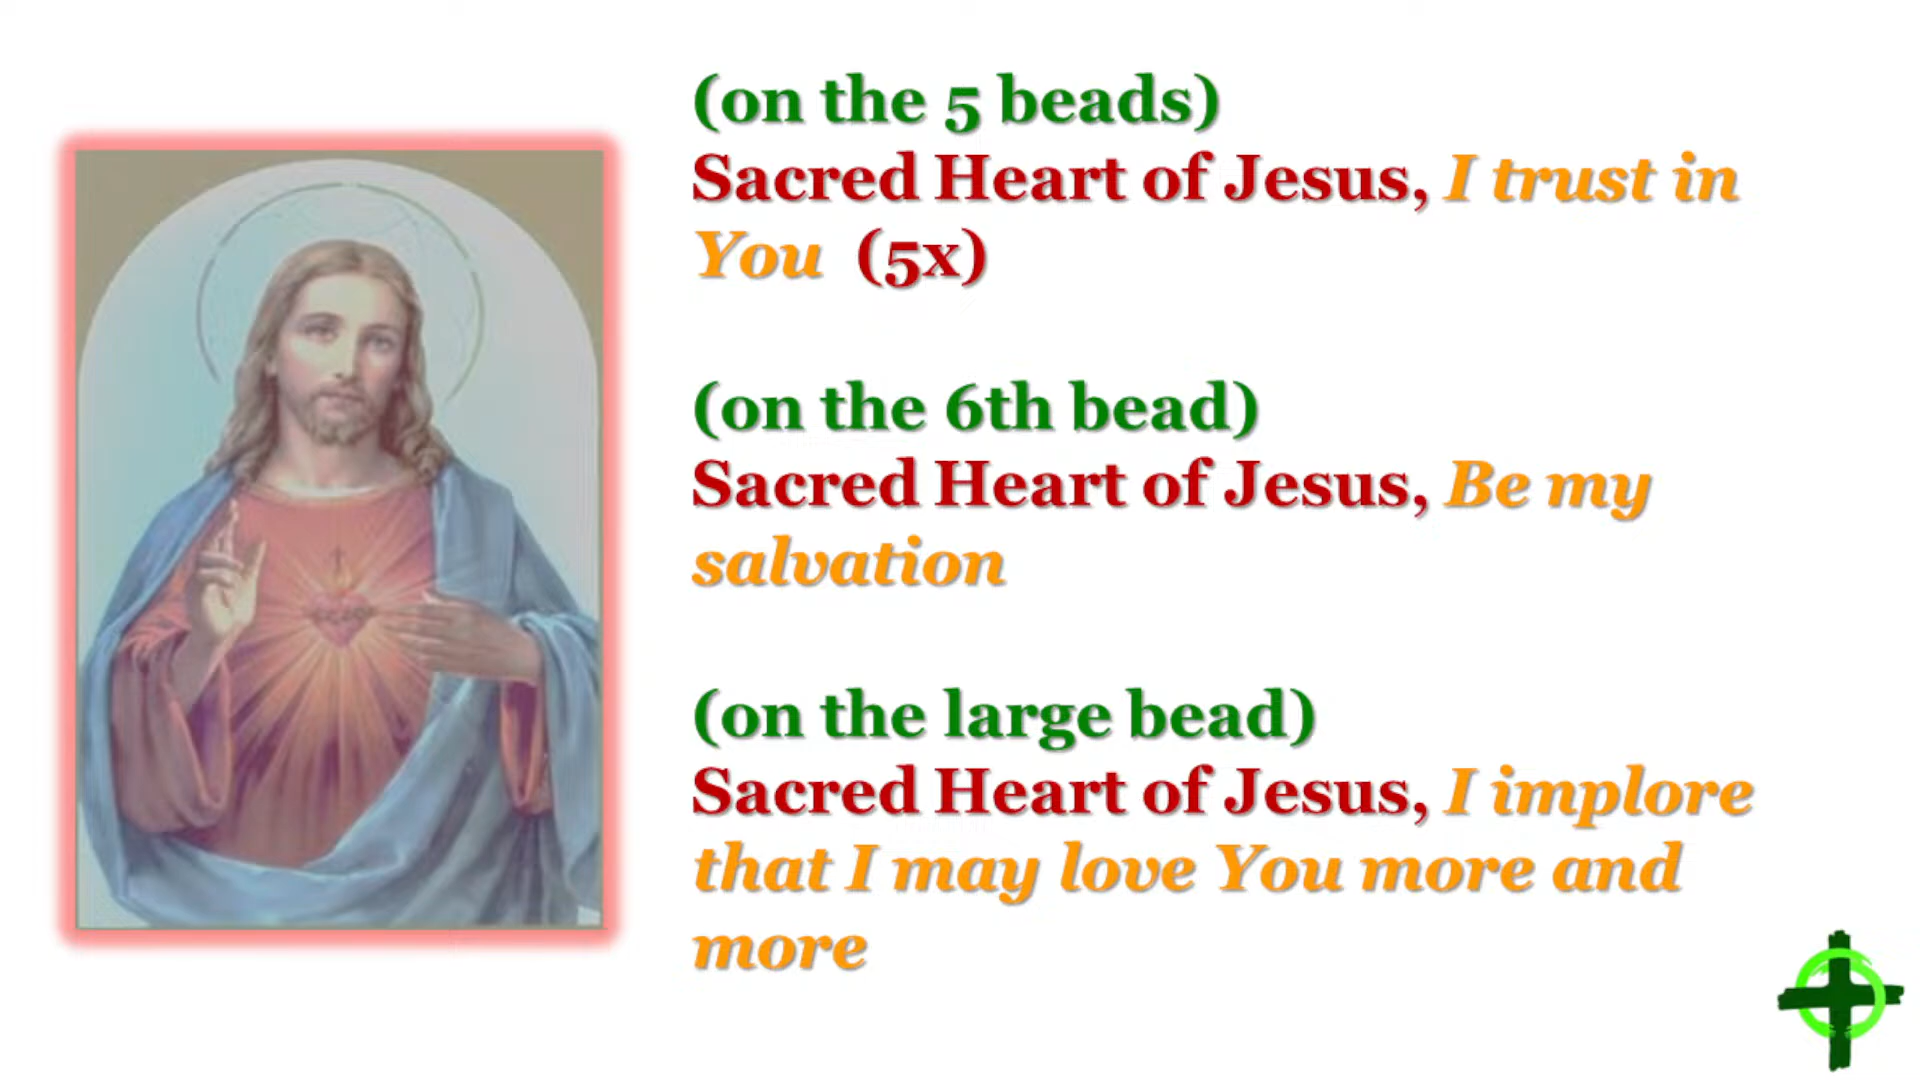 (on the 5 beads)
Sacred Heart of Jesus, I trust in
You (5x)
(on the 6th bead)
Sacred Heart of Jesus, Be my
salvation
(on the large bead)
Sacred Heart of Jesus, I implore
that I may love You more and
more